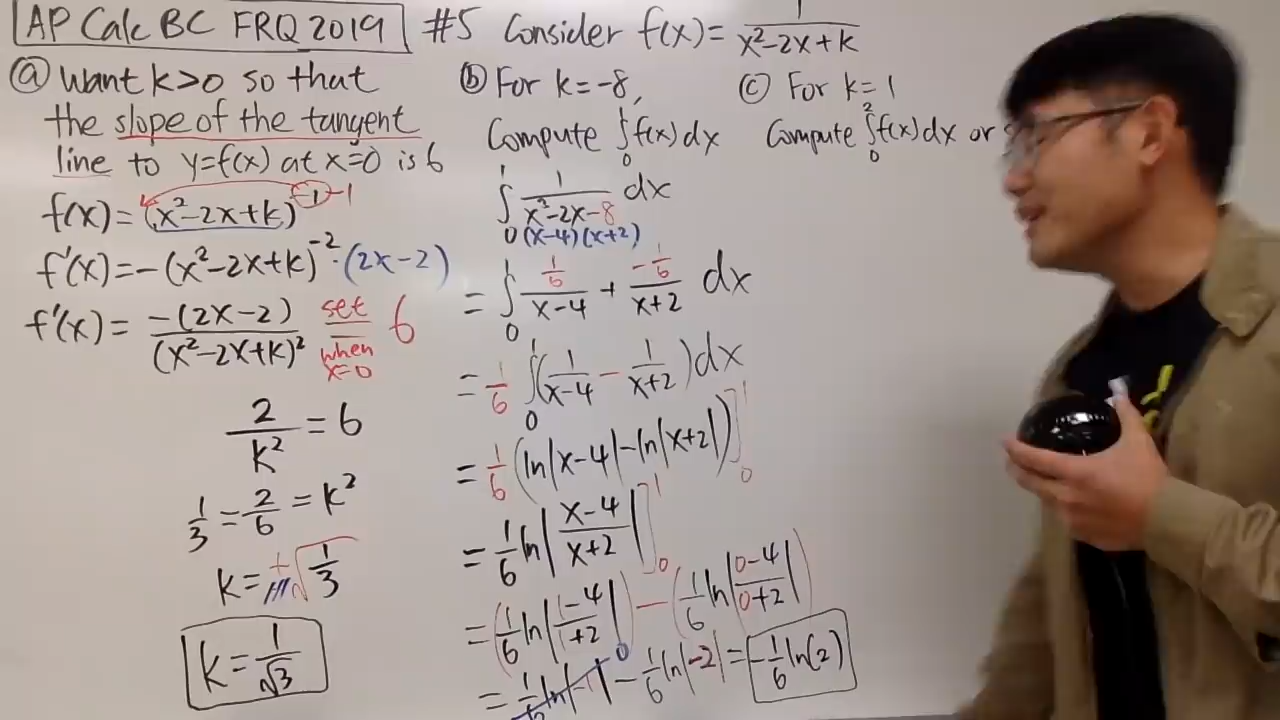 AP Calc BC FRQ 2019 #5 Consider f(x) = 1/(x²-2x+k)
(a) Want k>0 so that
the slope of the tangent
line to y=f(x) at x=0 is 6
f(x) = (x²-2x+k)^-1 -1
f'(x) = -(x²-2x+k)^-2 · (2x-2)
f'(x) = -(2x-2)/(x²-2x+k)² set when x=0 6
2/k² = 6
1/3 = 2/6 = k²
k = + √(1/3)
k = 1/√3
(b) For k=-8,
Compute ∫₀¹ f(x) dx
∫₀¹ 1/(x²-2x-8) dx
(x-4)(x+2)
= ∫₀¹ (1/6)/(x-4) + (-1/6)/(x+2) dx
= 1/6 ∫₀¹ (1/(x-4) - 1/(x+2)) dx
= 1/6 (ln|x-4| - ln|x+2|)]₀¹
= 1/6 ln|(x-4)/(x+2)|]₀¹
= (1/6 ln|(1-4)/(1+2)|) - (1/6 ln|(0-4)/(0+2)|)
= 1/6 ln|-1| 0 - 1/6 ln|-2| = -1/6 ln(2)
(c) For k=1
Compute ∫₀² f(x) dx or